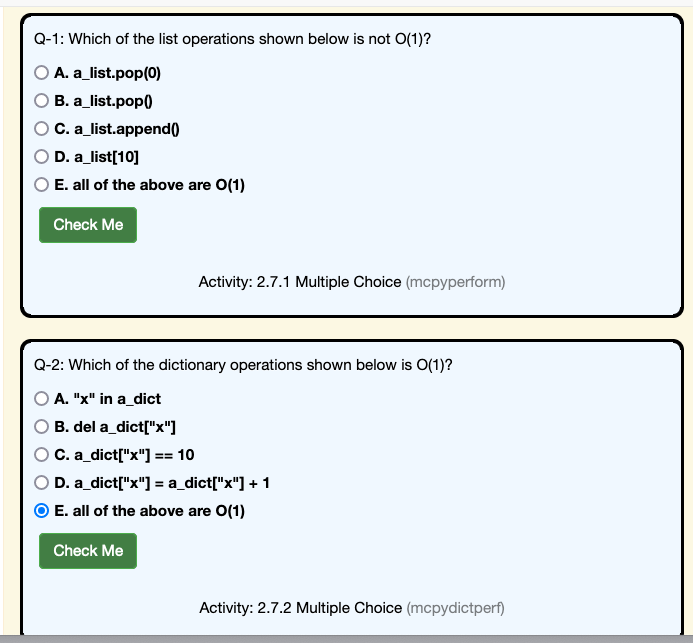 Q-1: Which of the list operations shown below is not O(1)?
A. a_list.pop(0)
B. a_list.pop()
C. a_list.append()
D. a_list[10]
E. all of the above are O(1)
Check Me
Activity: 2.7.1 Multiple Choice (mcpyperform)
Q-2: Which of the dictionary operations shown below is O(1)?
A. "x" in a_dict
B. del a_dict["x"]
C. a_dict["x"] == 10
D. a_dict["x"] = a_dict["x"] + 1
E. all of the above are O(1)
Check Me
Activity: 2.7.2 Multiple Choice (mcpydictperf)